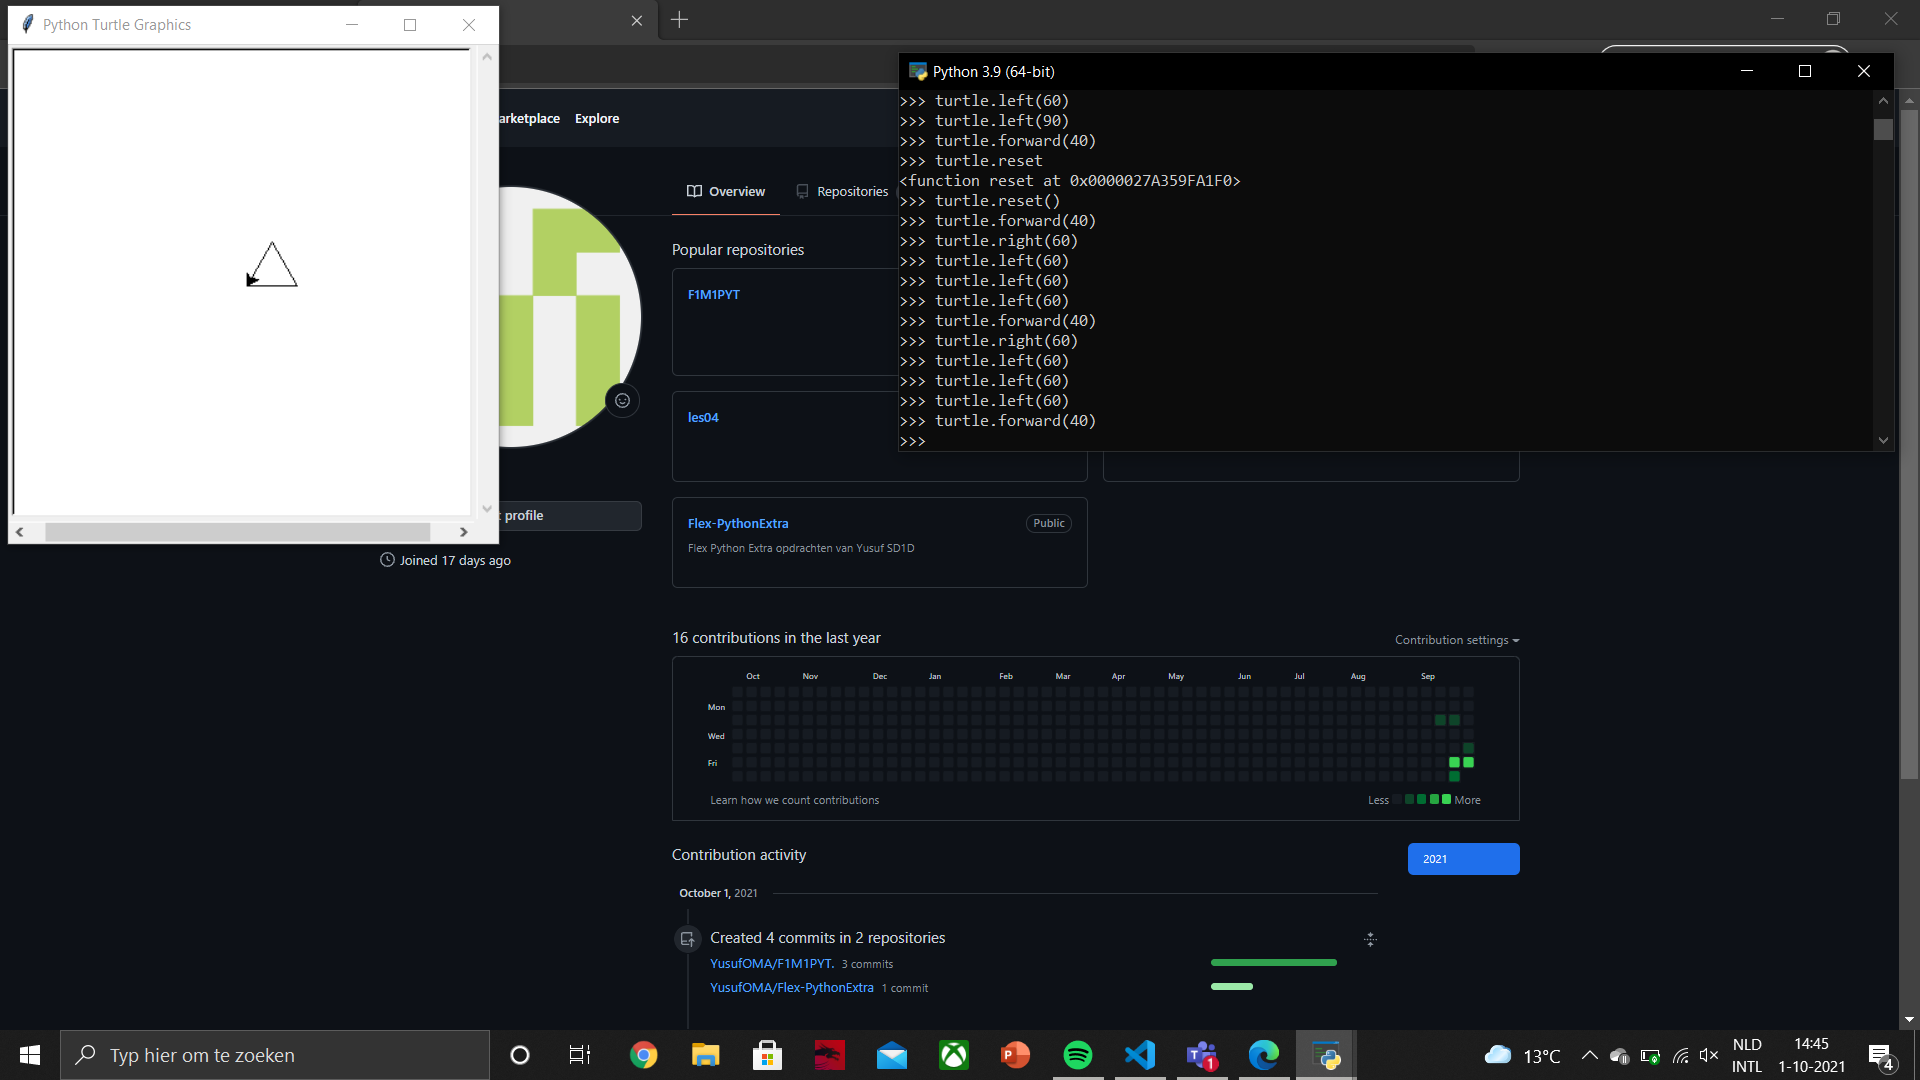 Python Turtle Graphics
Python 3.9 (64-bit)
>>> turtle.left(60)
>>> turtle.left(90)
>>> turtle.forward(40)
>>> turtle.reset
<function reset at 0x0000027A359FA1F0>
>>> turtle.reset()
>>> turtle.forward(40)
>>> turtle.right(60)
>>> turtle.left(60)
>>> turtle.left(60)
>>> turtle.left(60)
>>> turtle.forward(40)
>>> turtle.right(60)
>>> turtle.left(60)
>>> turtle.left(60)
>>> turtle.left(60)
>>> turtle.forward(40)
>>>
arketplace Explore
Overview Repositories
Popular repositories
F1M1PYT
les04
Flex-PythonExtra Public
Flex Python Extra opdrachten van Yusuf SD1D
profile
Joined 17 days ago
16 contributions in the last year
Contribution settings
Oct Nov Dec Jan Feb Mar Apr May Jun Jul Aug Sep
Mon
Wed
Fri
Learn how we count contributions
Less More
Contribution activity
2021
October 1, 2021
Created 4 commits in 2 repositories
YusufOMA/F1M1PYT. 3 commits
YusufOMA/Flex-PythonExtra 1 commit
Typ hier om te zoeken
1
13°C
NLD
INTL
14:45
1-10-2021
4